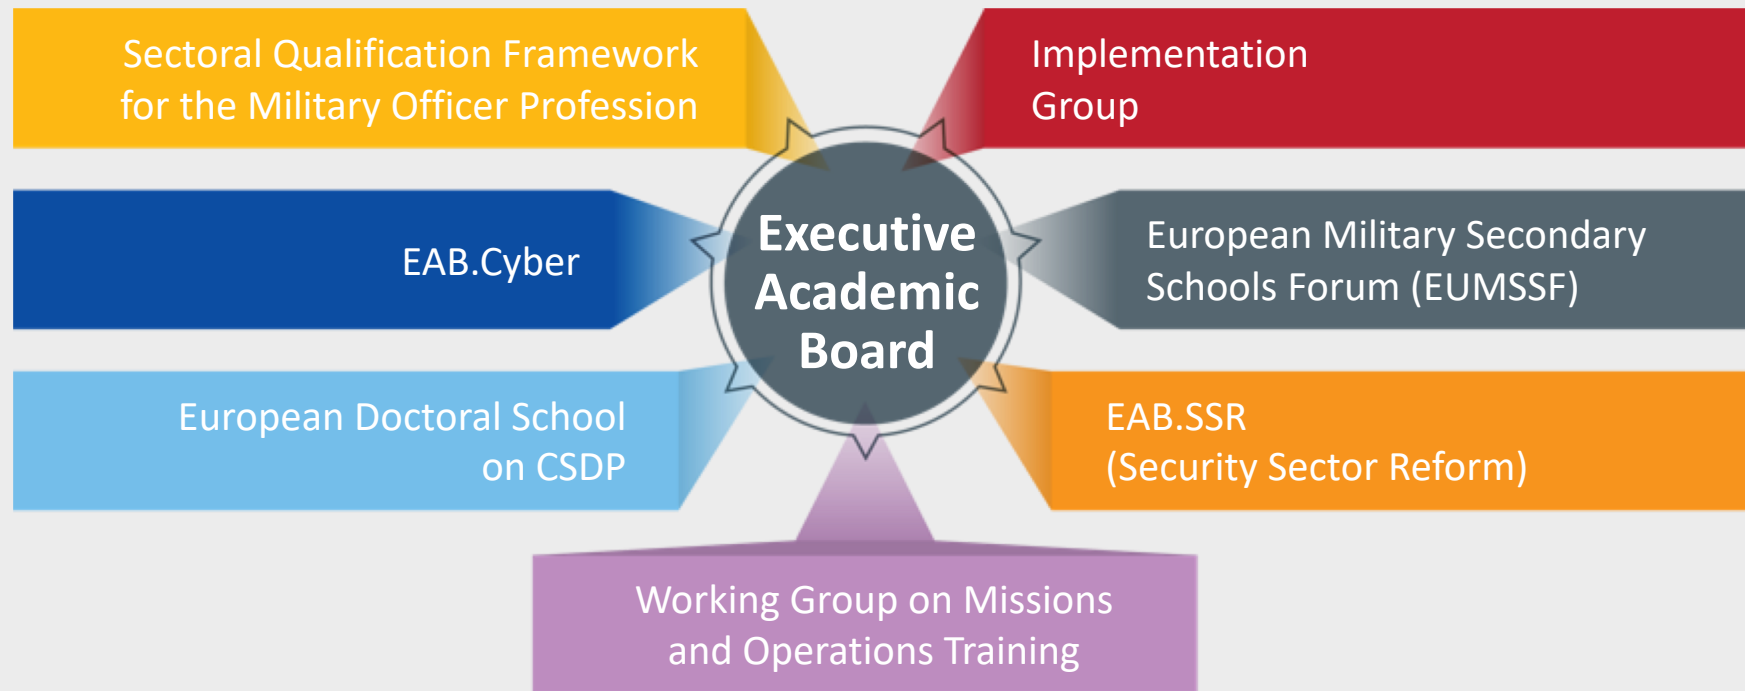 Sectoral Qualification Framework
for the Military Officer Profession
Implementation
Group
EAB.Cyber
Executive
Academic
Board
European Military Secondary
Schools Forum (EUMSSF)
European Doctoral School
on CSDP
EAB.SSR
(Security Sector Reform)
Working Group on Missions
and Operations Training